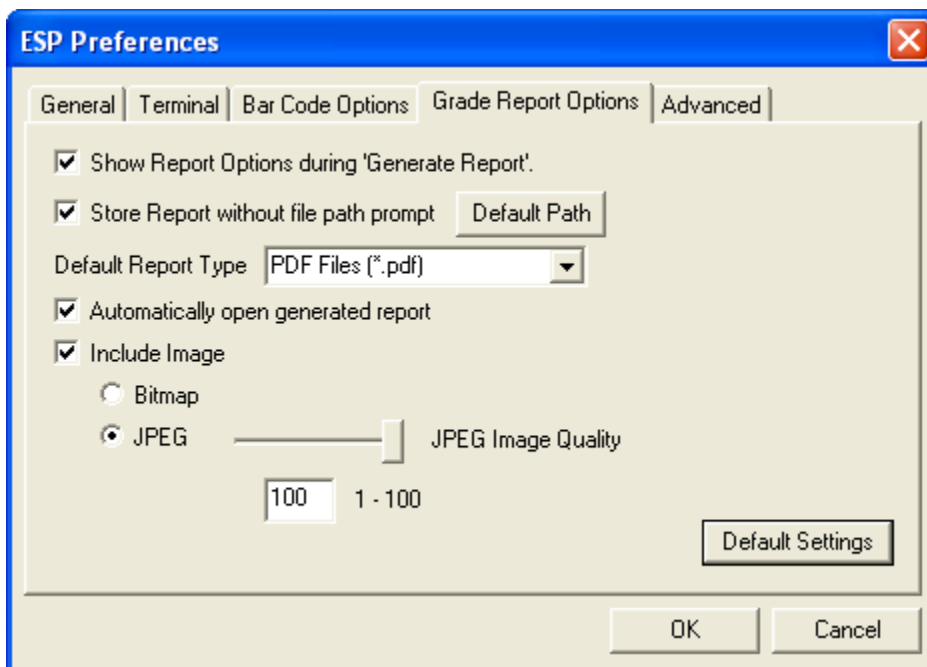 ESP Preferences
General Terminal Bar Code Options Grade Report Options Advanced
Show Report Options during 'Generate Report'.
Store Report without file path prompt Default Path
Default Report Type PDF Files (*.pdf)
Automatically open generated report
Include Image
Bitmap
JPEG JPEG Image Quality
100 1 - 100
Default Settings
OK Cancel